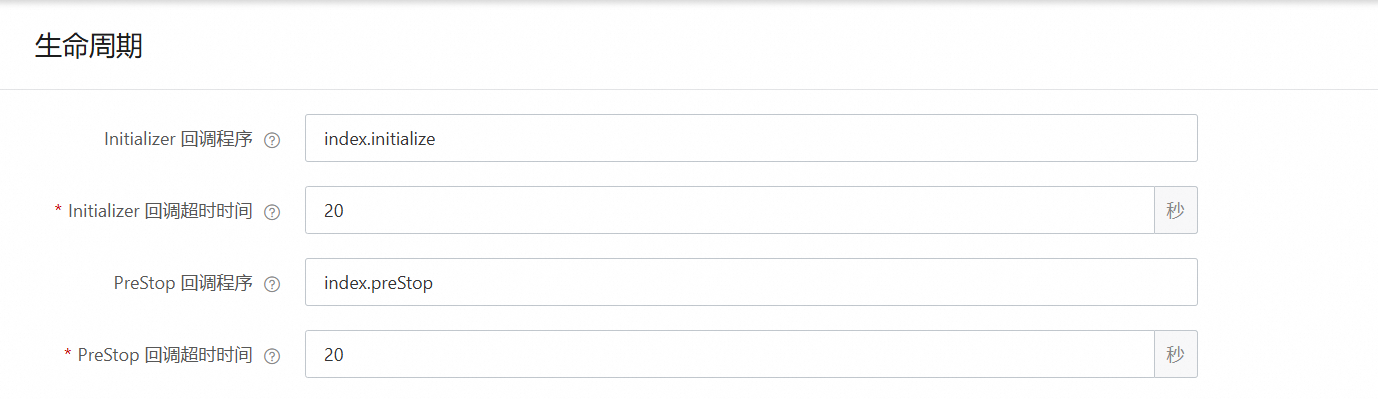 生命周期
Initializer 回调程序 ? index.initialize
* Initializer 回调超时时间 ? 20 秒
PreStop 回调程序 ? index.preStop
* PreStop 回调超时时间 ? 20 秒